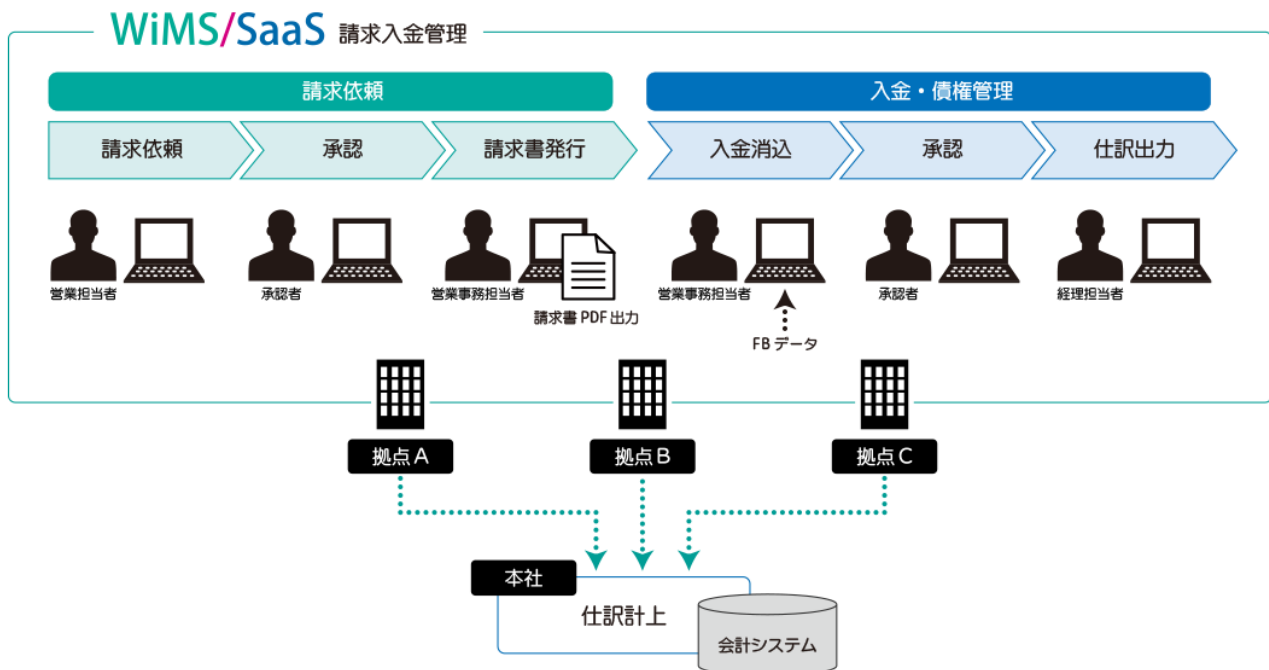 WiMS/SaaS 請求入金管理
請求依頼
入金・債権管理
請求依頼
承認
請求書発行
入金消込
承認
仕訳出力
営業担当者
承認者
営業事務担当者
請求書 PDF 出力
営業事務担当者
FB データ
承認者
経理担当者
拠点 A
拠点 B
拠点 C
本社
仕訳計上
会計システム